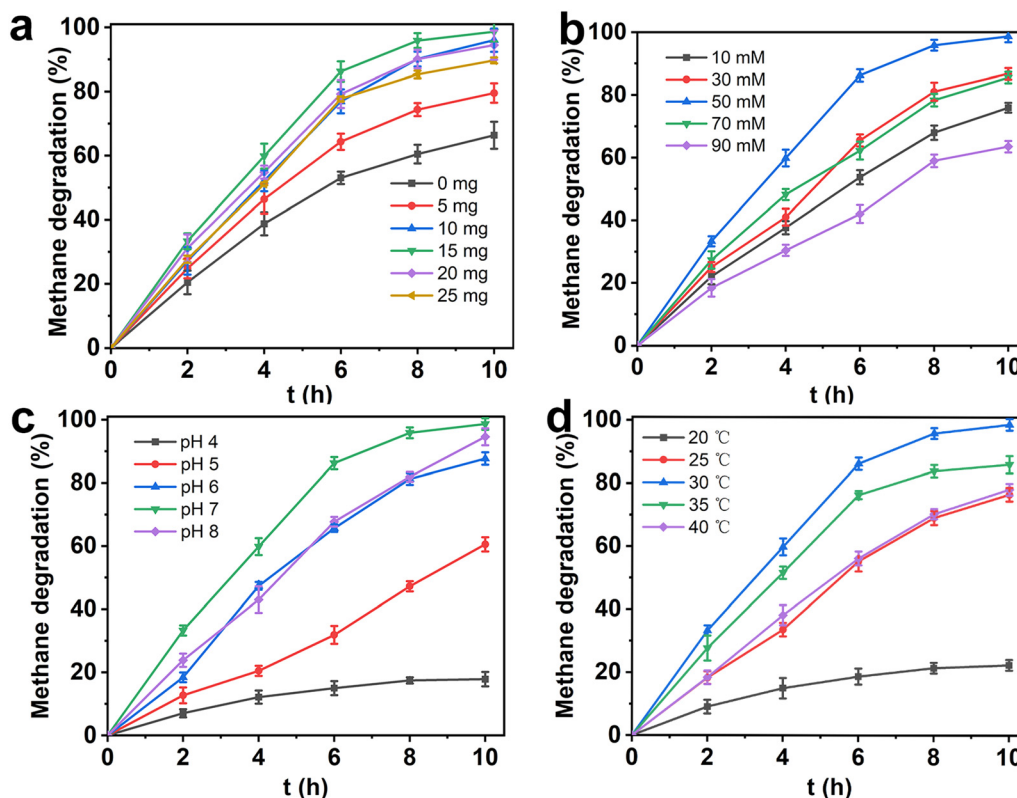 a
Methane degradation (%)
100
80
60
40
20
0
0 2 4 6 8 10
t (h)
0 mg
5 mg
10 mg
15 mg
20 mg
25 mg
b
Methane degradation (%)
100
80
60
40
20
0
0 2 4 6 8 10
t (h)
10 mM
30 mM
50 mM
70 mM
90 mM
c
Methane degradation (%)
100
80
60
40
20
0
0 2 4 6 8 10
t (h)
pH 4
pH 5
pH 6
pH 7
pH 8
d
Methane degradation (%)
100
80
60
40
20
0
0 2 4 6 8 10
t (h)
20 ℃
25 ℃
30 ℃
35 ℃
40 ℃